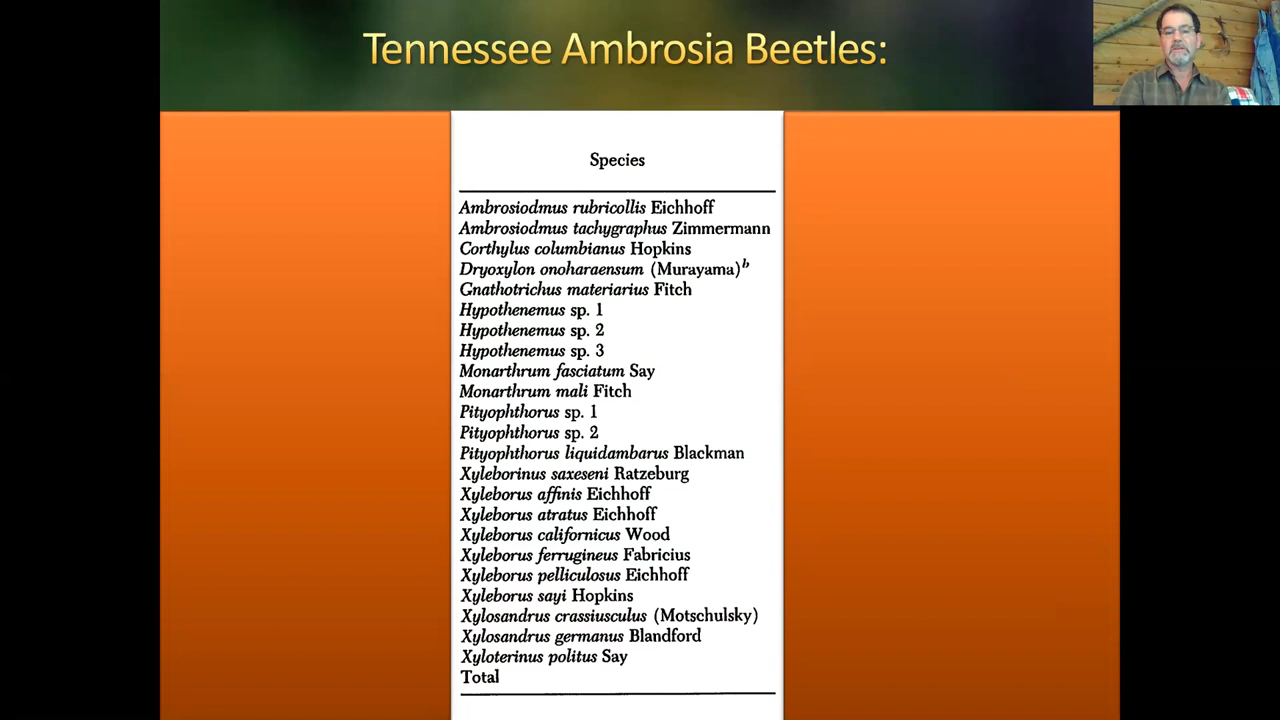 Tennessee Ambrosia Beetles:
Species
Ambrosiodmus rubricollis Eichhoff
Ambrosiodmus tachygraphus Zimmermann
Corthylus columbianus Hopkins
Dryoxylon onoharaensum (Murayama)b
Gnathotrichus materiarius Fitch
Hypothenemus sp. 1
Hypothenemus sp. 2
Hypothenemus sp. 3
Monarthrum fasciatum Say
Monarthrum mali Fitch
Pityophthorus sp. 1
Pityophthorus sp. 2
Pityophthorus liquidambarus Blackman
Xyleborinus saxeseni Ratzeburg
Xyleborus affinis Eichhoff
Xyleborus atratus Eichhoff
Xyleborus californicus Wood
Xyleborus ferrugineus Fabricius
Xyleborus pelliculosus Eichhoff
Xyleborus sayi Hopkins
Xylosandrus crassiusculus (Motschulsky)
Xylosandrus germanus Blandford
Xyloterinus politus Say
Total